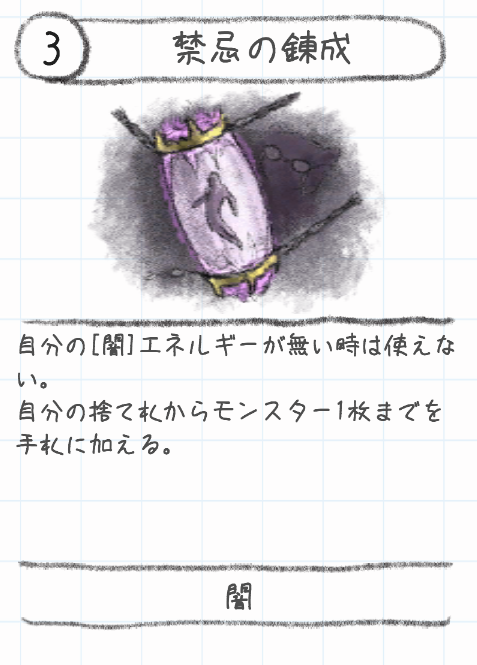 3
禁忌の錬成
自分の[闇]エネルギーが無い時は使えな
い。
自分の捨て札からモンスター1枚までを
手札に加える。
闇